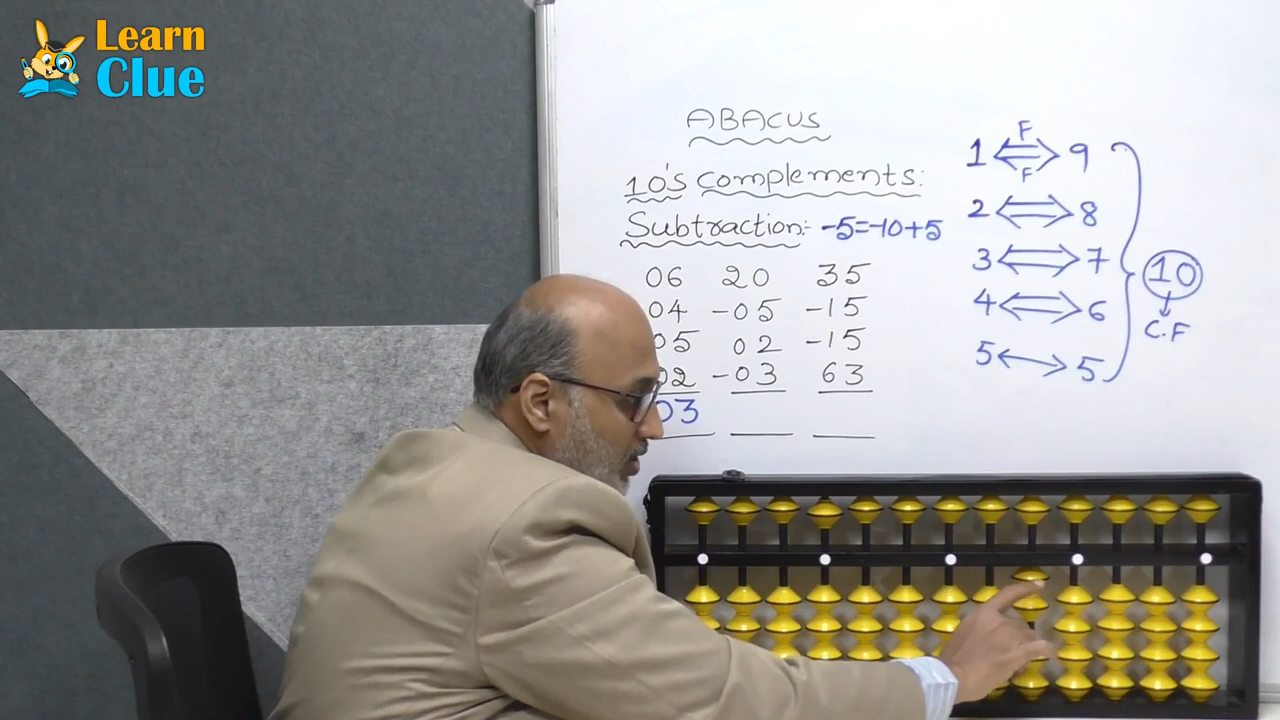 Learn
Clue
ABACUS
10's complements:
Subtraction:- -5=-10+5
06 20 35
04 -05 -15
05 02 -15
02 -03 63
03
F
1 9
F
2 8
3 7
4 6
5 5
10
C.F